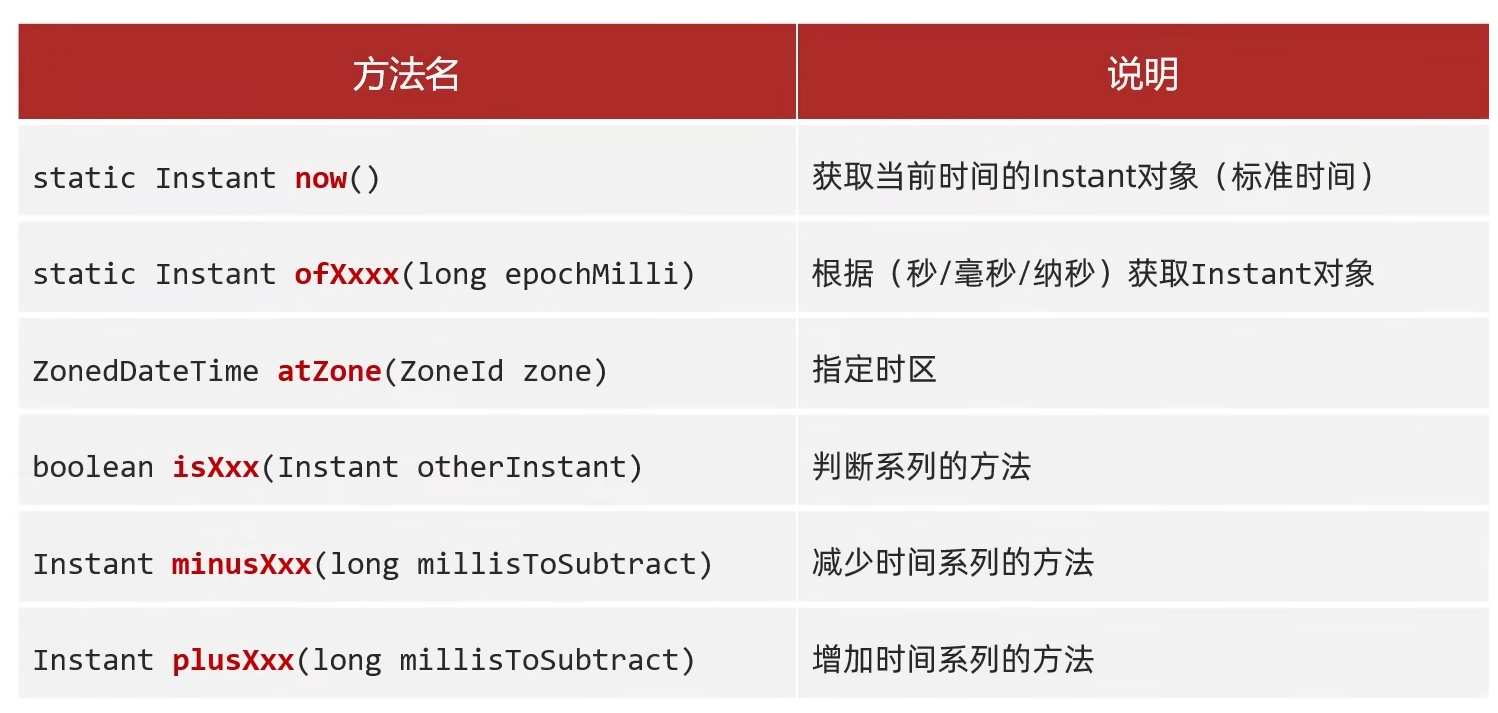 方法名 说明
static Instant now() 获取当前时间的Instant对象（标准时间）
static Instant ofXxxx(long epochMilli) 根据（秒/毫秒/纳秒）获取Instant对象
ZonedDateTime atZone(ZoneId zone) 指定时区
boolean isXxx(Instant otherInstant) 判断系列的方法
Instant minusXxx(long millisToSubtract) 减少时间系列的方法
Instant plusXxx(long millisToSubtract) 增加时间系列的方法